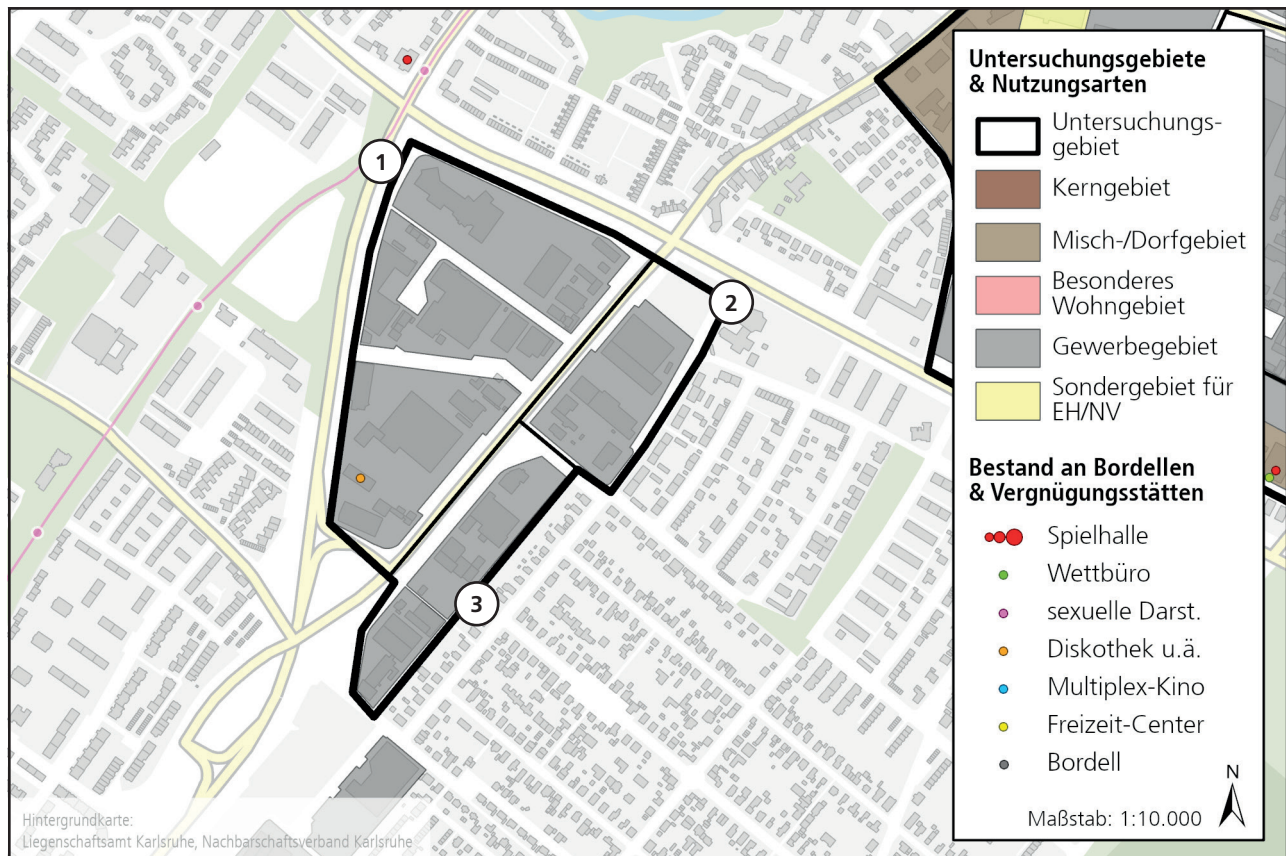 1
2
3
Untersuchungsgebiete
& Nutzungsarten
Untersuchungs-
gebiet
Kerngebiet
Misch-/Dorfgebiet
Besonderes
Wohngebiet
Gewerbegebiet
Sondergebiet für
EH/NV
Bestand an Bordellen
& Vergnügungsstätten
Spielhalle
Wettbüro
sexuelle Darst.
Diskothek u.ä.
Multiplex-Kino
Freizeit-Center
Bordell
N
Maßstab: 1:10.000
Hintergrundkarte:
Liegenschaftsamt Karlsruhe, Nachbarschaftsverband Karlsruhe